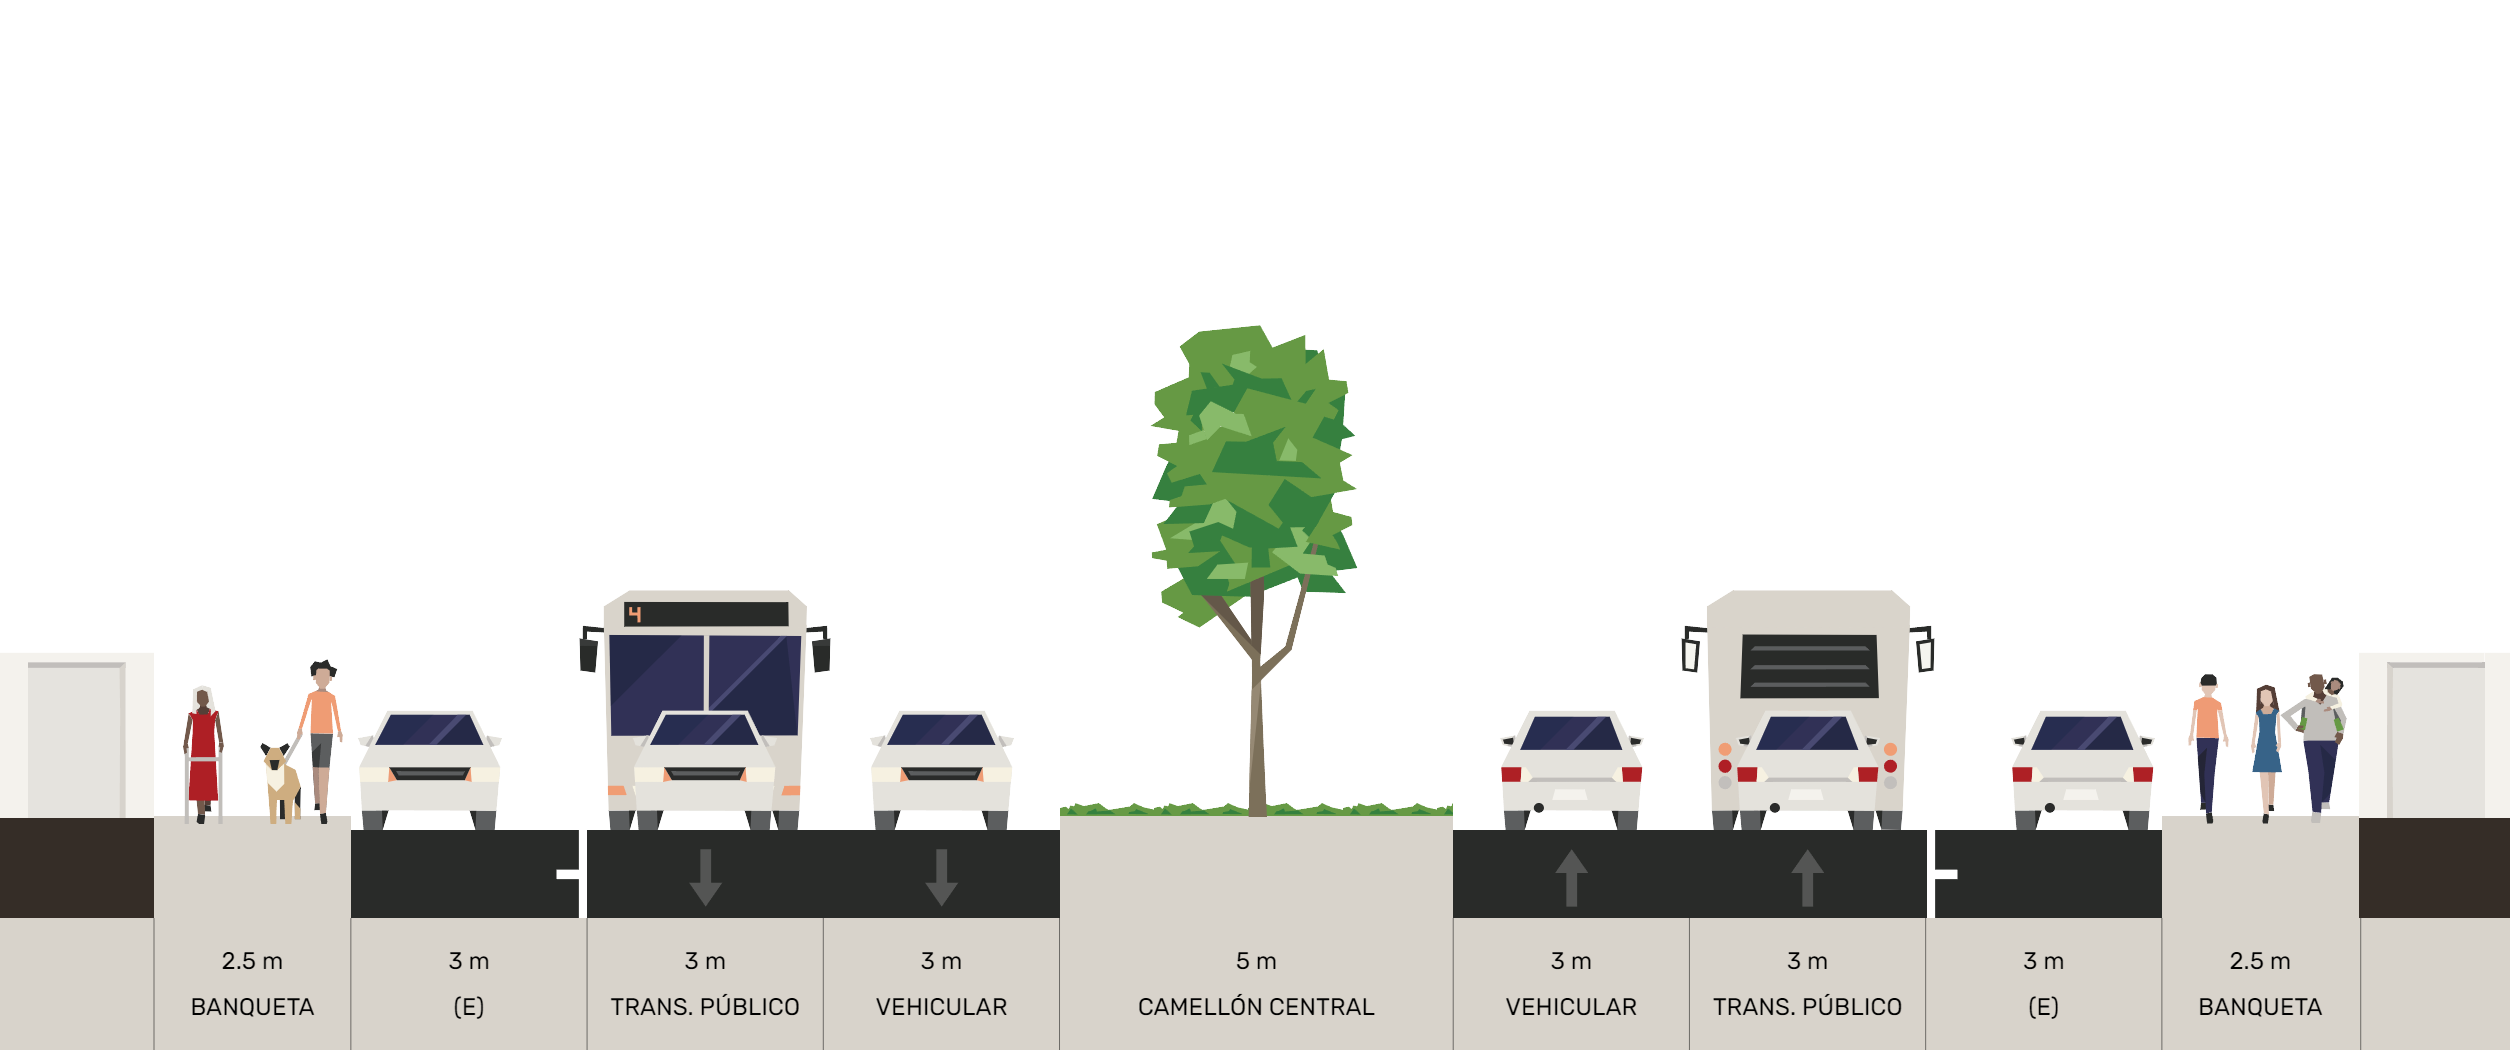 4
2.5 m
BANQUETA
3 m
(E)
3 m
TRANS. PÚBLICO
3 m
VEHICULAR
5 m
CAMELLÓN CENTRAL
3 m
VEHICULAR
3 m
TRANS. PÚBLICO
3 m
(E)
2.5 m
BANQUETA